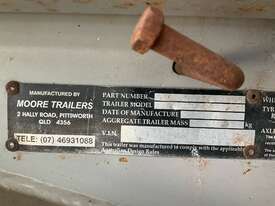 MANUFACTURED BY
MOORE TRAILERS
2 HALLY ROAD, PITTSWORTH
QLD 4356
TELE: (07) 46931088
PART NUMBER
TRAILER MODEL
DATE OF MANUFACTURE
AGGREGATE TRAILER MASS kg
V.I.N.
This trailer was manufactured to comply with the applicable
Australian Design Rules